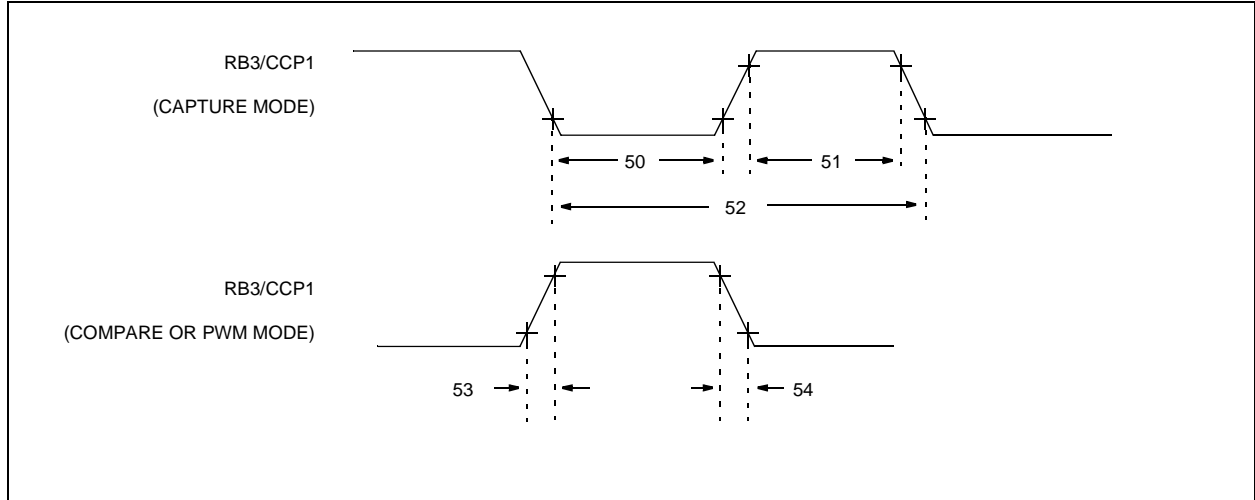 RB3/CCP1
(CAPTURE MODE)
50
51
52
RB3/CCP1
(COMPARE OR PWM MODE)
53
54